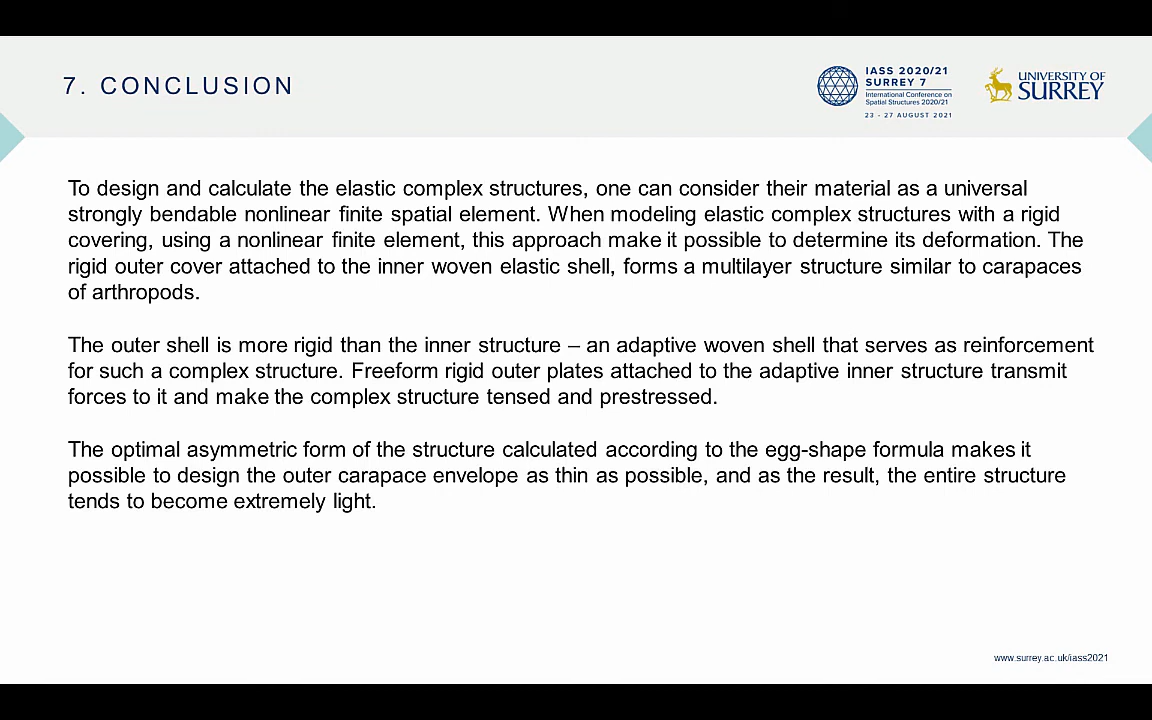 7. CONCLUSION
IASS 2020/21
SURREY 7
International Conference on
Spatial Structures 2020/21
23 - 27 AUGUST 2021
UNIVERSITY OF
SURREY
To design and calculate the elastic complex structures, one can consider their material as a universal
strongly bendable nonlinear finite spatial element. When modeling elastic complex structures with a rigid
covering, using a nonlinear finite element, this approach make it possible to determine its deformation. The
rigid outer cover attached to the inner woven elastic shell, forms a multilayer structure similar to carapaces
of arthropods.
The outer shell is more rigid than the inner structure – an adaptive woven shell that serves as reinforcement
for such a complex structure. Freeform rigid outer plates attached to the adaptive inner structure transmit
forces to it and make the complex structure tensed and prestressed.
The optimal asymmetric form of the structure calculated according to the egg-shape formula makes it
possible to design the outer carapace envelope as thin as possible, and as the result, the entire structure
tends to become extremely light.
www.surrey.ac.uk/iass2021